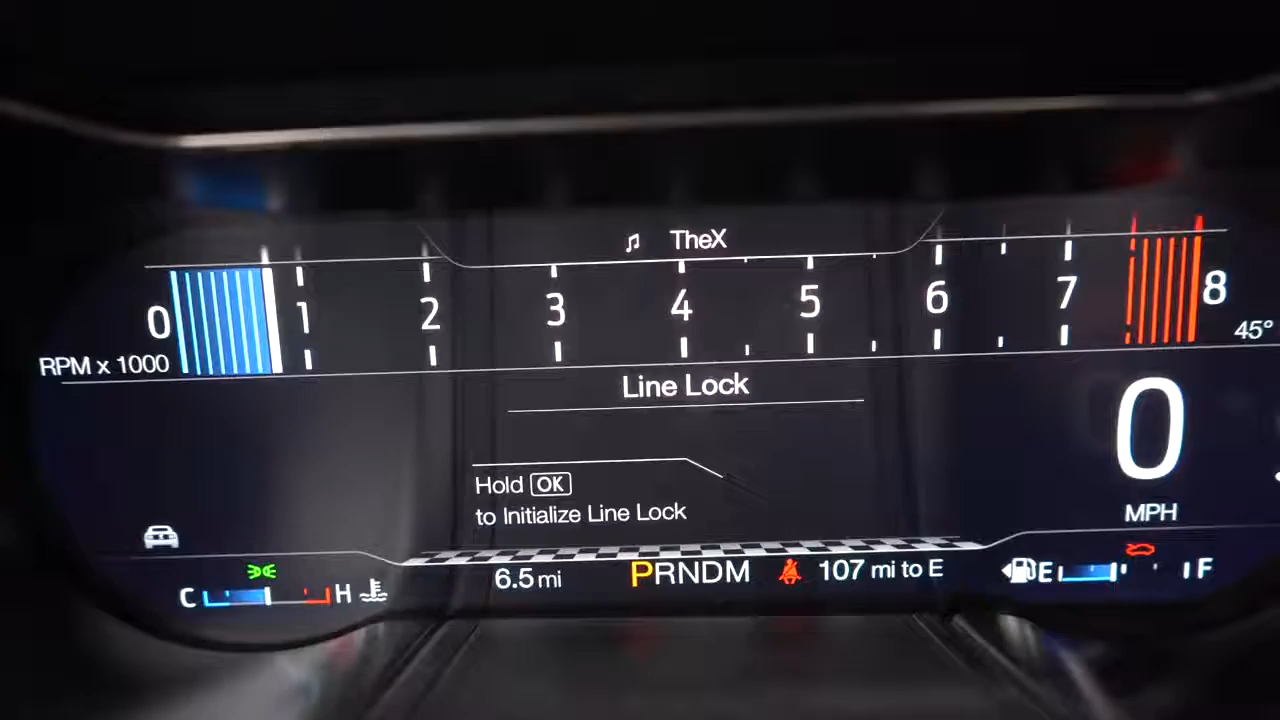 TheX
0 1 2 3 4 5 6 7 8
RPM x 1000
45°
Line Lock
0
MPH
Hold OK
to Initialize Line Lock
C H
6.5 mi
PRNDM
107 mi to E
E F